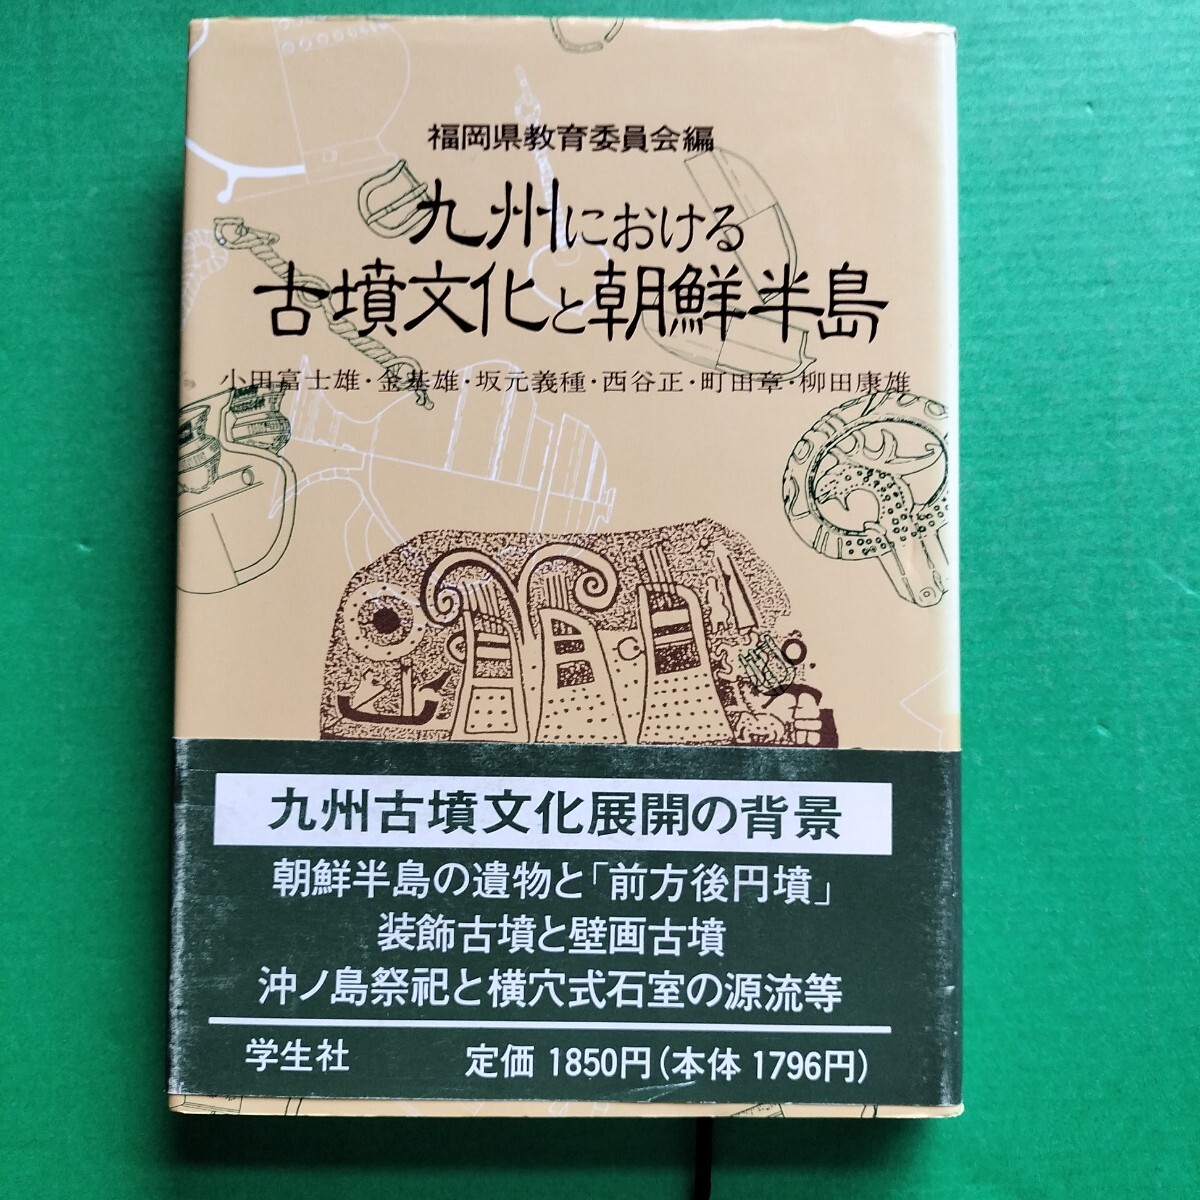 福岡県教育委員会編
九州における
古墳文化と朝鮮半島
小田富士雄・金基雄・坂元義種・西谷正・町田章・柳田康雄
九州古墳文化展開の背景
朝鮮半島の遺物と「前方後円墳」
装飾古墳と壁画古墳
沖ノ島祭祀と横穴式石室の源流等
学生社 定価 1850円(本体 1796円)